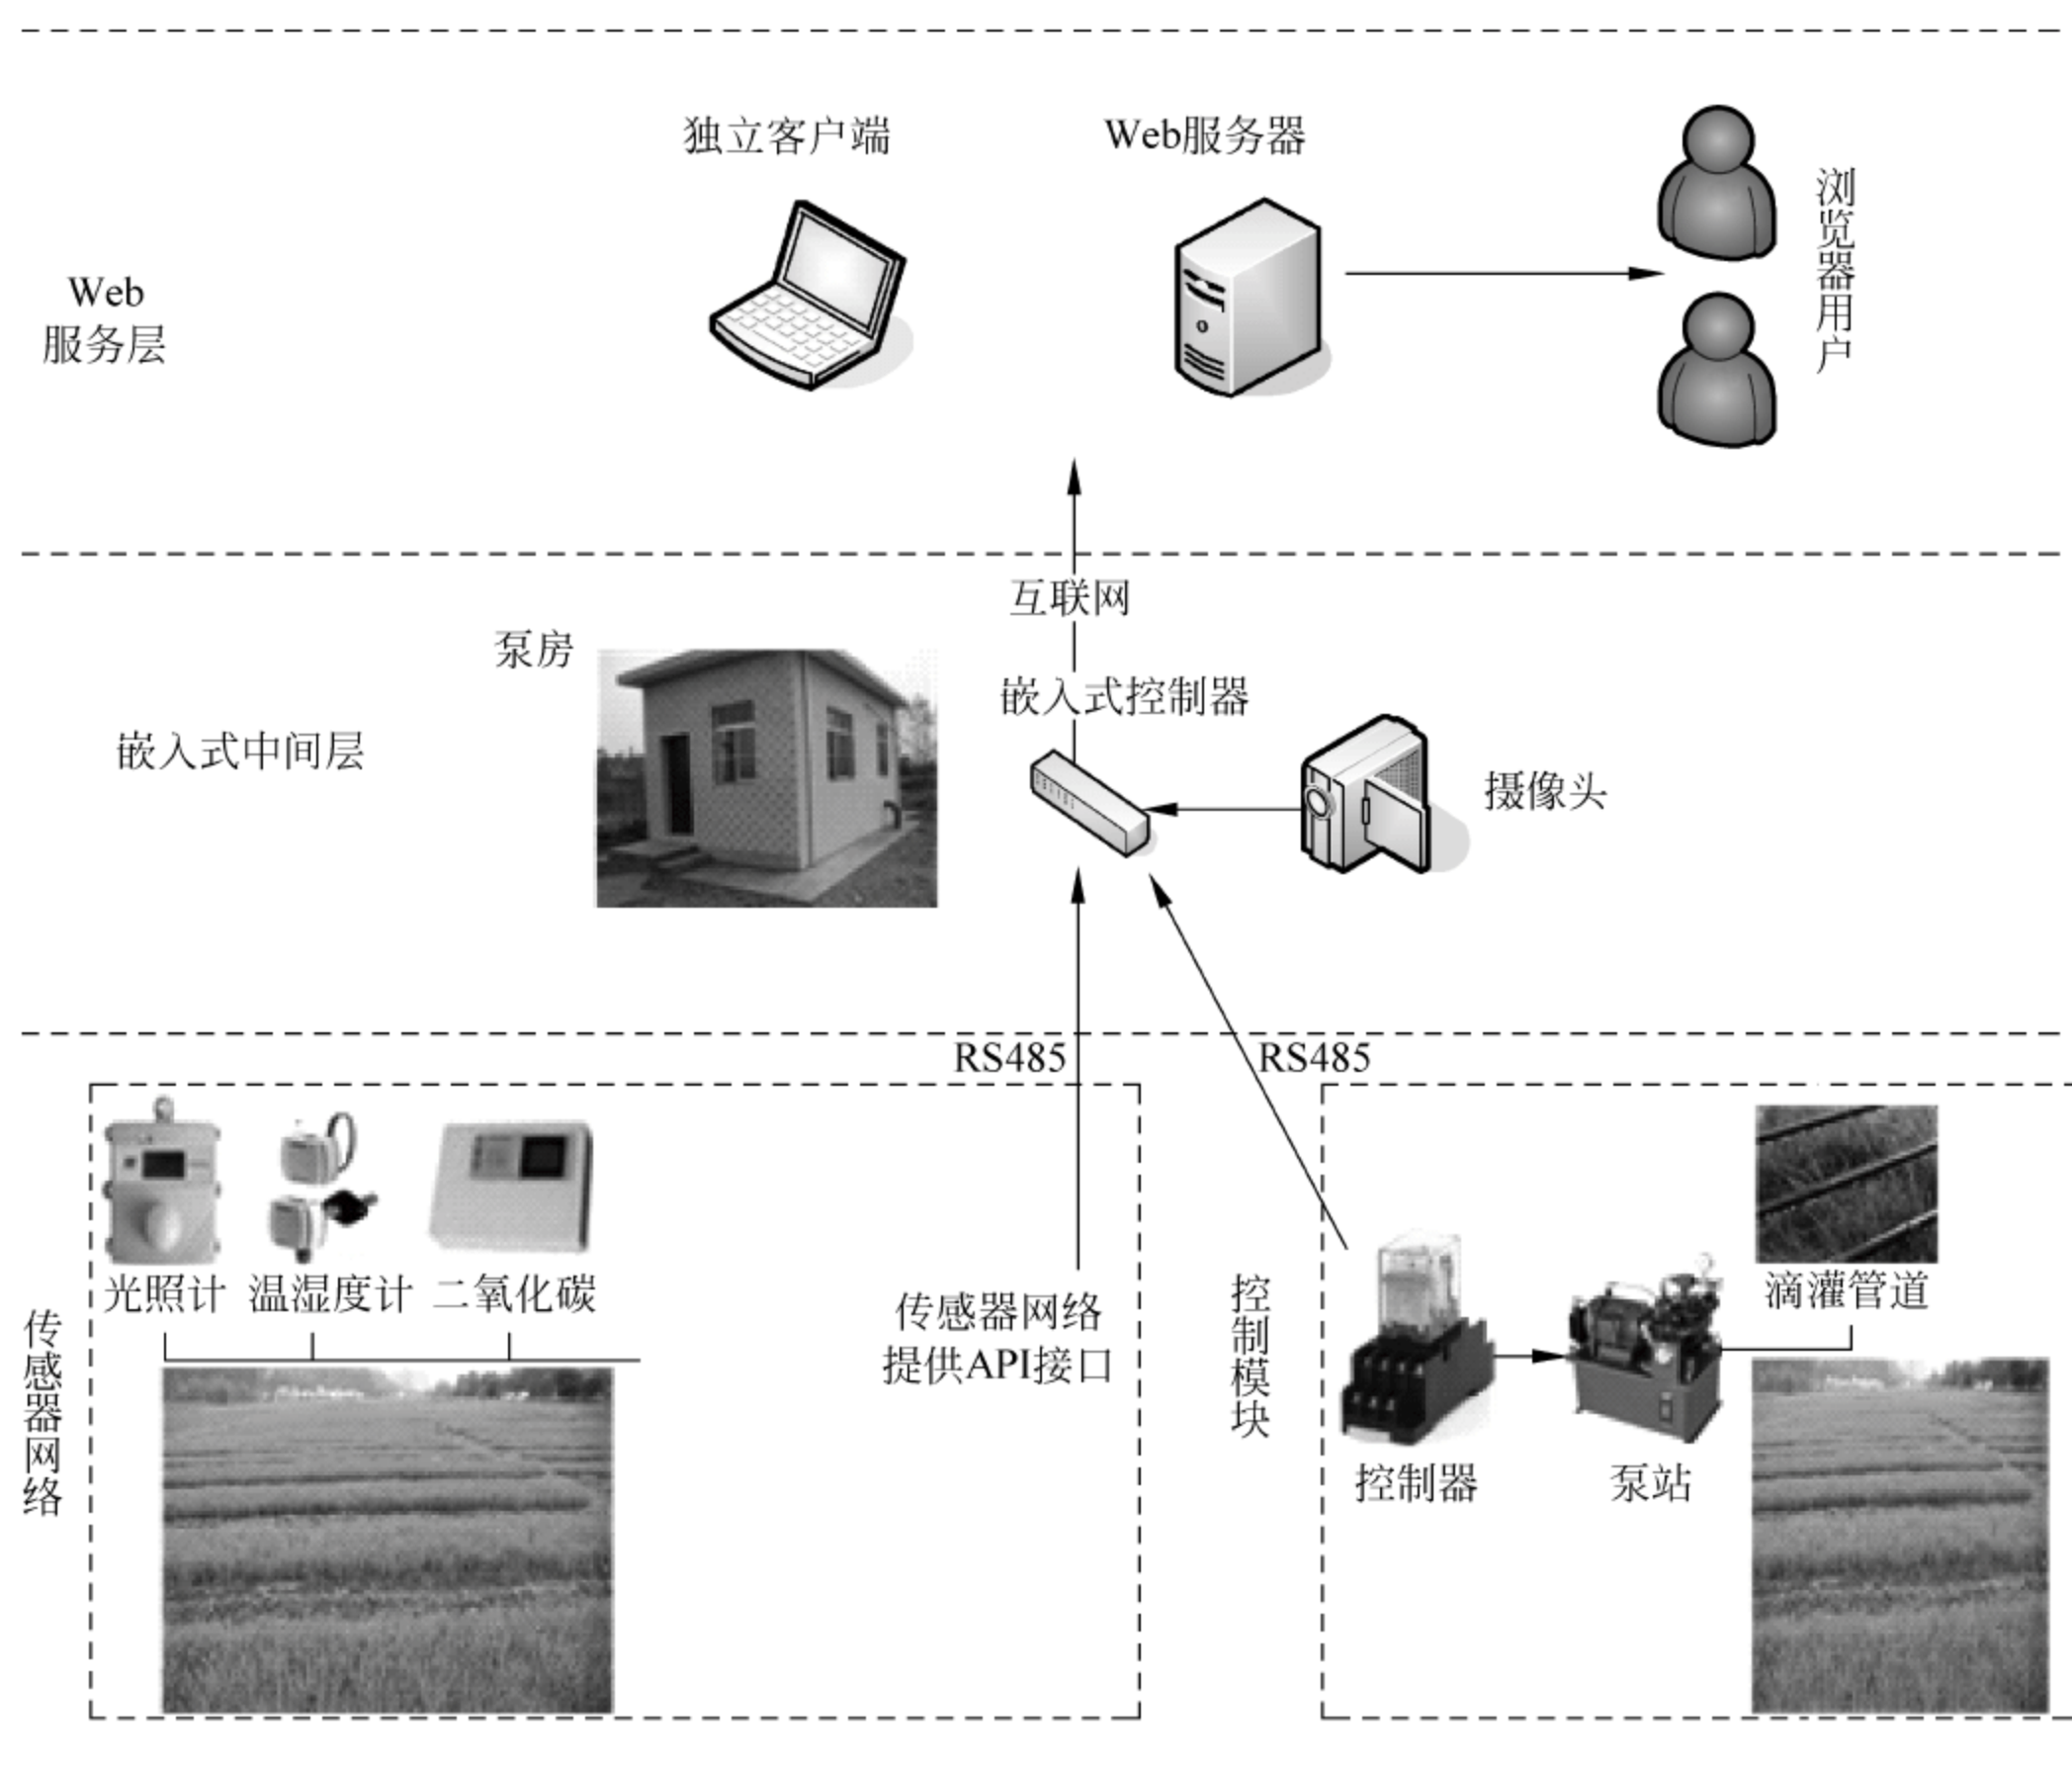 独立客户端
Web服务器
浏览器用户
Web
服务层
互联网
泵房
嵌入式控制器
嵌入式中间层
摄像头
RS485
RS485
光照计
温湿度计
二氧化碳
滴灌管道
传感器网络
传感器网络
提供API接口
控制模块
控制器
泵站